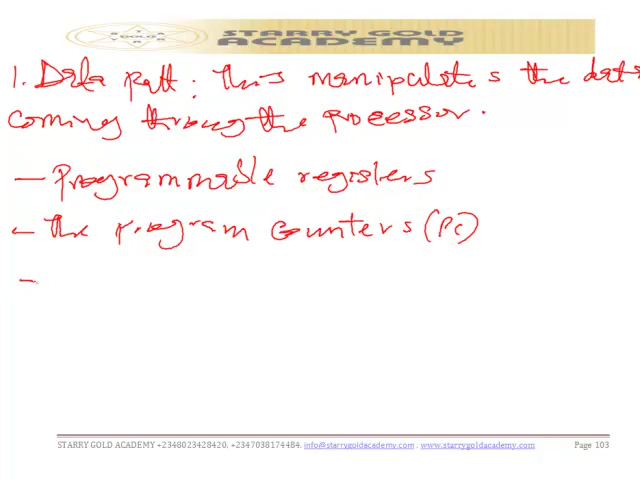 STARRY GOLD
ACADEMY
1. Data path: This manipulates the data
coming through the processor.
- Programmable registers
- The program counters (PC)
-
STARRY GOLD ACADEMY +2348023428420, +2347038174484, info@starrygoldacademy.com , www.starrygoldacademy.com Page 103